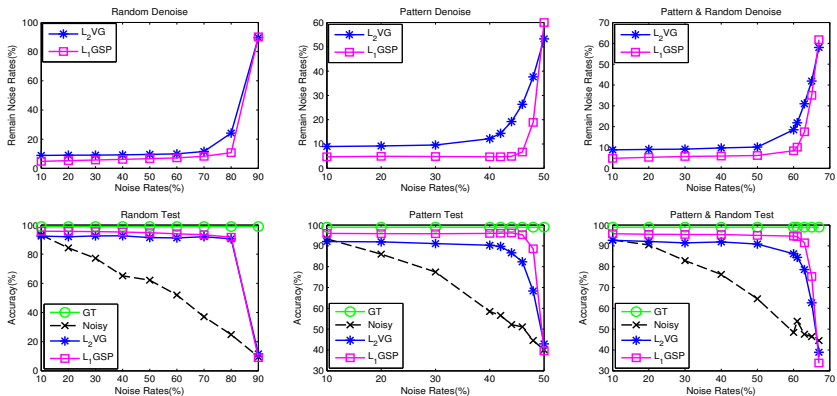 Random Denoise
Remain Noise Rates(%)
100
80
60
40
20
0
L2VG
L1GSP
10 20 30 40 50 60 70 80 90
Noise Rates(%)
Pattern Denoise
Remain Noise Rates(%)
60
50
40
30
20
10
0
L2VG
L1GSP
10 20 30 40 50
Noise Rates(%)
Pattern & Random Denoise
Remain Noise Rates(%)
70
60
50
40
30
20
10
0
L2VG
L1GSP
10 20 30 40 50 60 70
Noise Rates(%)
Random Test
Accuracy(%)
100
80
60
40
20
0
GT
Noisy
L2VG
L1GSP
10 20 30 40 50 60 70 80 90
Noise Rates(%)
Pattern Test
Accuracy(%)
100
90
80
70
60
50
40
30
GT
Noisy
L2VG
L1GSP
10 20 30 40 50
Noise Rates(%)
Pattern & Random Test
Accuracy(%)
100
90
80
70
60
50
40
30
GT
Noisy
L2VG
L1GSP
10 20 30 40 50 60 70
Noise Rates(%)